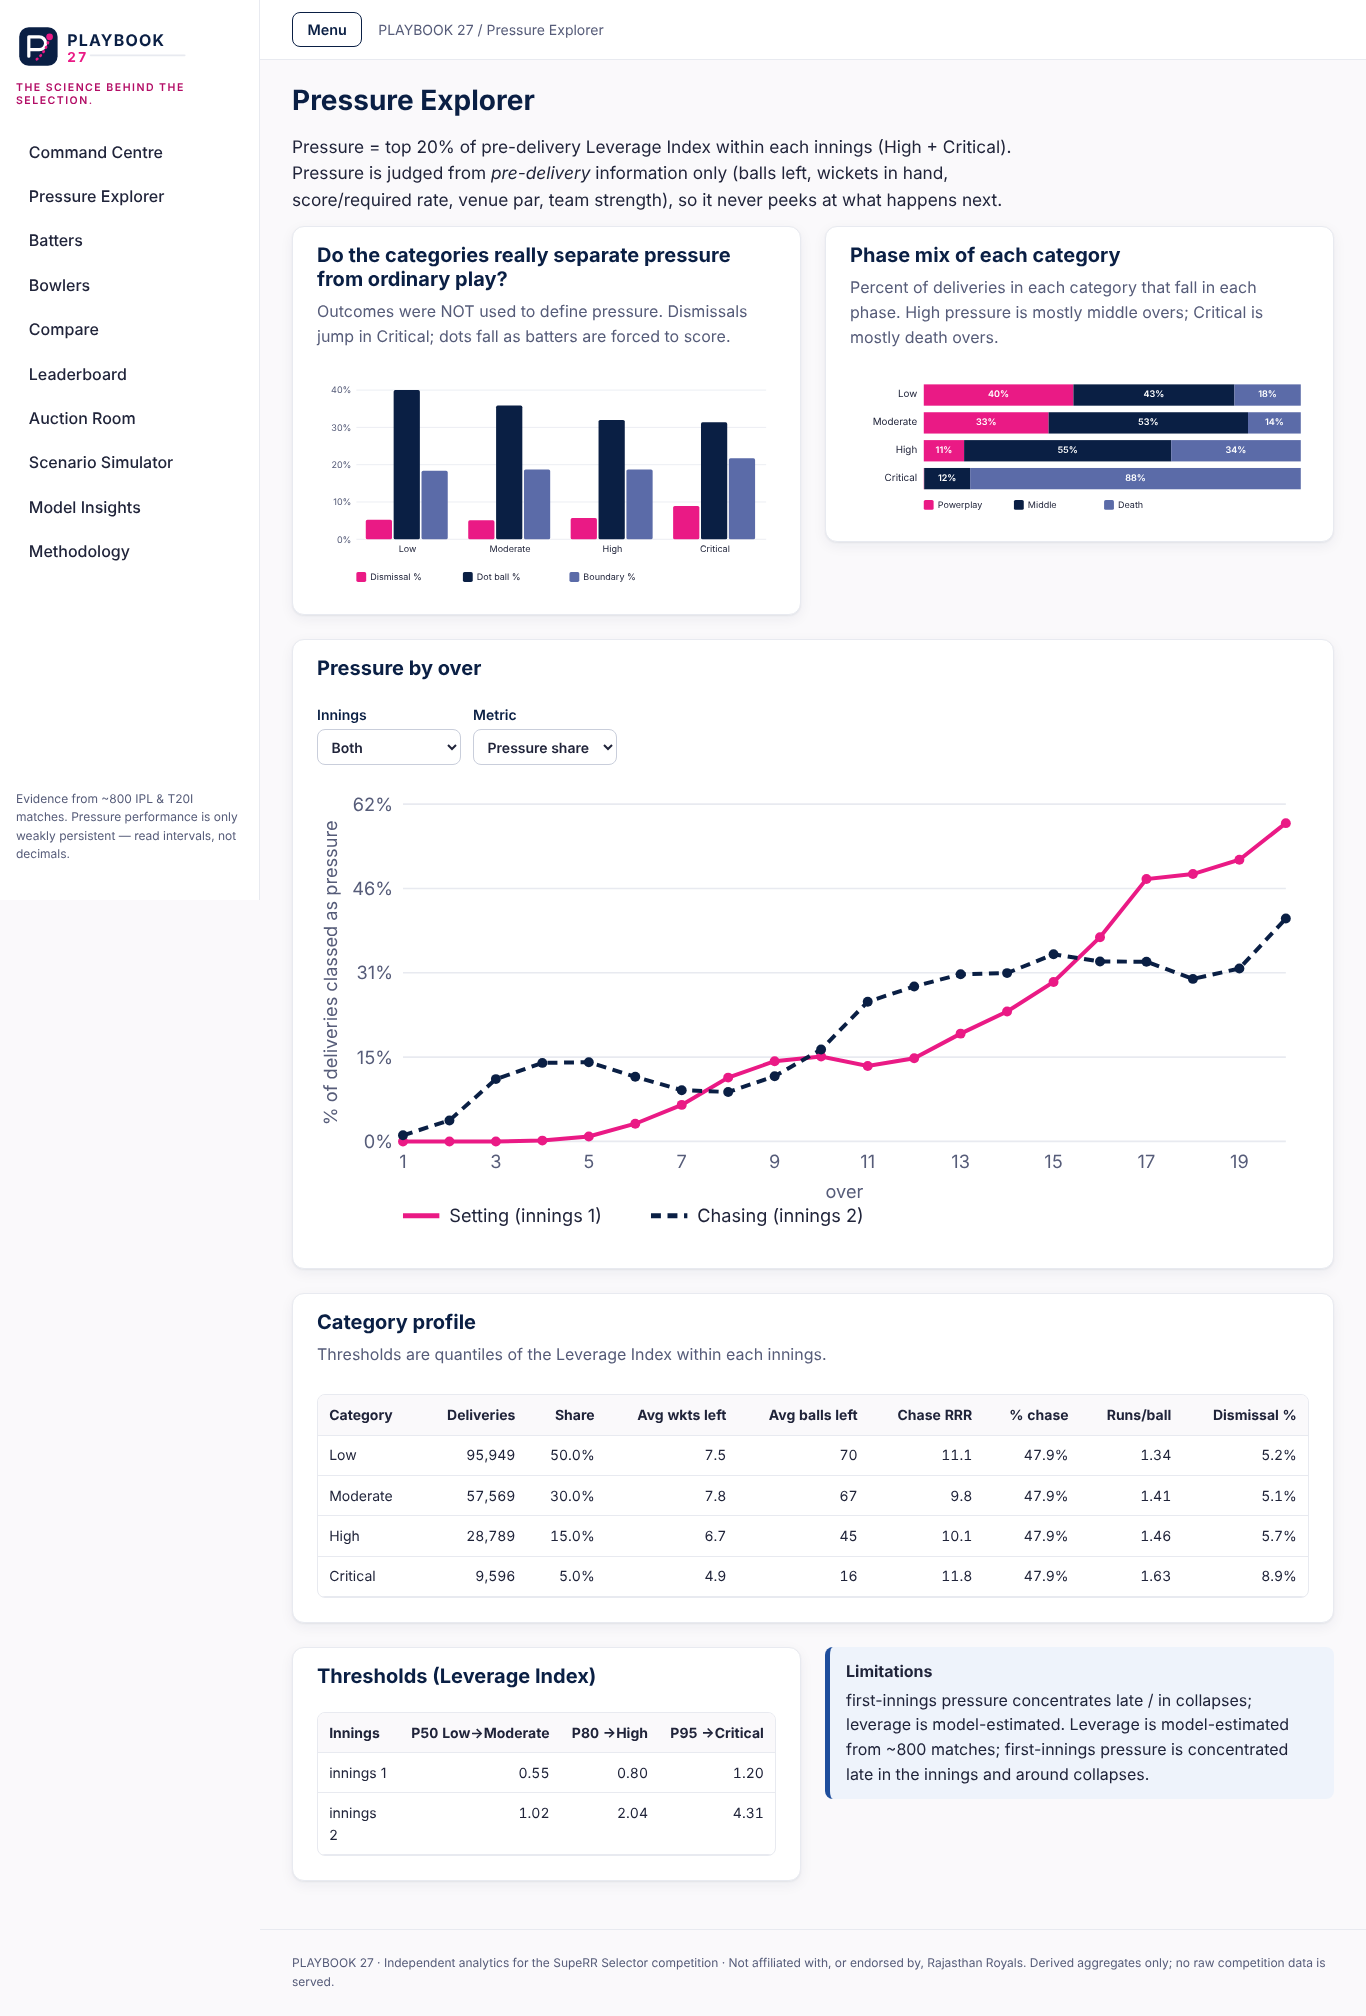 PLAYBOOK
27
THE SCIENCE BEHIND THE
SELECTION.
Command Centre
Pressure Explorer
Batters
Bowlers
Compare
Leaderboard
Auction Room
Scenario Simulator
Model Insights
Methodology
Evidence from ~800 IPL & T20I
matches. Pressure performance is only
weakly persistent — read intervals, not
decimals.
Menu
PLAYBOOK 27 / Pressure Explorer
Pressure Explorer
Pressure = top 20% of pre-delivery Leverage Index within each innings (High + Critical).
Pressure is judged from pre-delivery information only (balls left, wickets in hand,
score/required rate, venue par, team strength), so it never peeks at what happens next.
Do the categories really separate pressure
from ordinary play?
Outcomes were NOT used to define pressure. Dismissals
jump in Critical; dots fall as batters are forced to score.
40%
30%
20%
10%
0%
Low Moderate High Critical
Dismissal % Dot ball % Boundary %
Phase mix of each category
Percent of deliveries in each category that fall in each
phase. High pressure is mostly middle overs; Critical is
mostly death overs.
Low 40% 43% 18%
Moderate 33% 53% 14%
High 11% 55% 34%
Critical 12% 88%
Powerplay Middle Death
Pressure by over
Innings Metric
Both Pressure share
% of deliveries classed as pressure
62%
46%
31%
15%
0%
1 3 5 7 9 11 13 15 17 19
over
Setting (innings 1) Chasing (innings 2)
Category profile
Thresholds are quantiles of the Leverage Index within each innings.
Category Deliveries Share Avg wkts left Avg balls left Chase RRR % chase Runs/ball Dismissal %
Low 95,949 50.0% 7.5 70 11.1 47.9% 1.34 5.2%
Moderate 57,569 30.0% 7.8 67 9.8 47.9% 1.41 5.1%
High 28,789 15.0% 6.7 45 10.1 47.9% 1.46 5.7%
Critical 9,596 5.0% 4.9 16 11.8 47.9% 1.63 8.9%
Thresholds (Leverage Index)
Innings P50 Low→Moderate P80 →High P95 →Critical
innings 1 0.55 0.80 1.20
innings 1.02 2.04 4.31
2
Limitations
first-innings pressure concentrates late / in collapses;
leverage is model-estimated. Leverage is model-estimated
from ~800 matches; first-innings pressure is concentrated
late in the innings and around collapses.
PLAYBOOK 27 · Independent analytics for the SupeRR Selector competition · Not affiliated with, or endorsed by, Rajasthan Royals. Derived aggregates only; no raw competition data is
served.